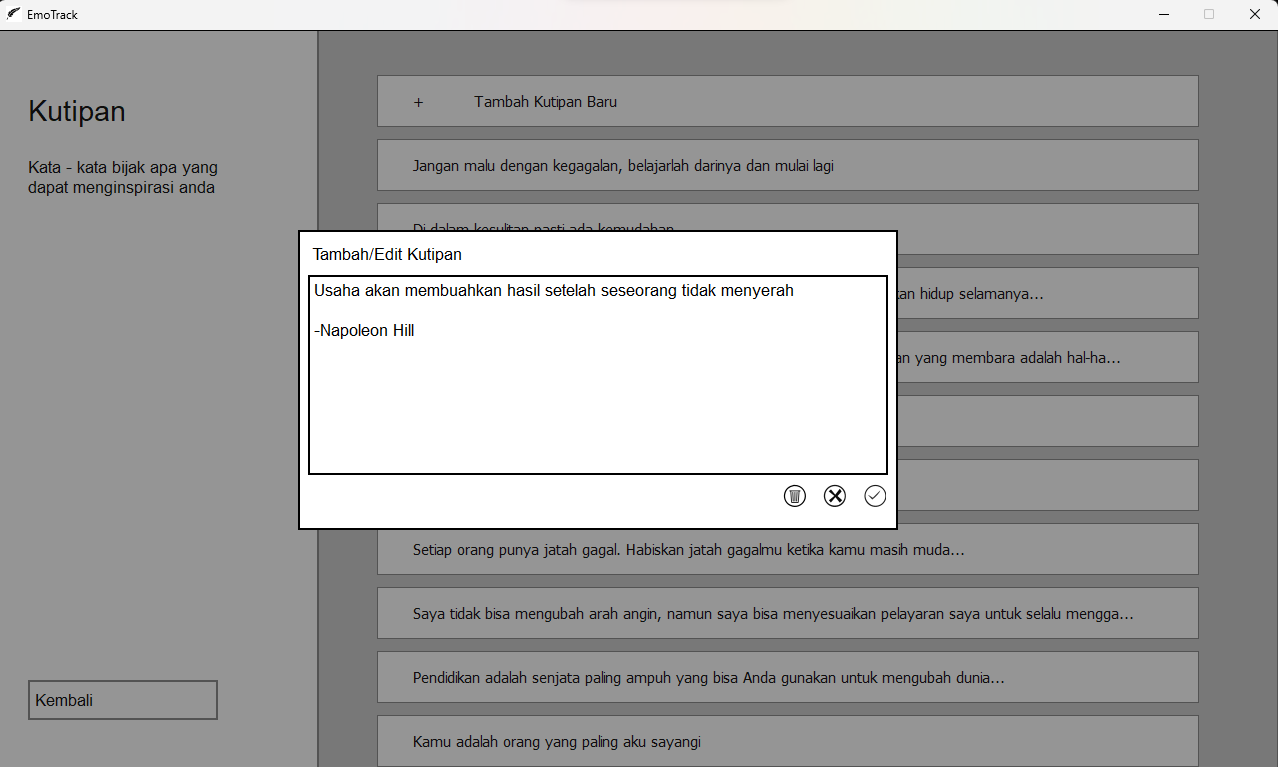 EmoTrack
Kutipan
Kata - kata bijak apa yang
dapat menginspirasi anda
Kembali
+ Tambah Kutipan Baru
Jangan malu dengan kegagalan, belajarlah darinya dan mulai lagi
Di dalam kesulitan pasti ada kemudahan
Tambah/Edit Kutipan
Usaha akan membuahkan hasil setelah seseorang tidak menyerah
-Napoleon Hill
hidup selamanya...
yang membara adalah hal-ha...
Setiap orang punya jatah gagal. Habiskan jatah gagalmu ketika kamu masih muda...
Saya tidak bisa mengubah arah angin, namun saya bisa menyesuaikan pelayaran saya untuk selalu mengga...
Pendidikan adalah senjata paling ampuh yang bisa Anda gunakan untuk mengubah dunia...
Kamu adalah orang yang paling aku sayangi